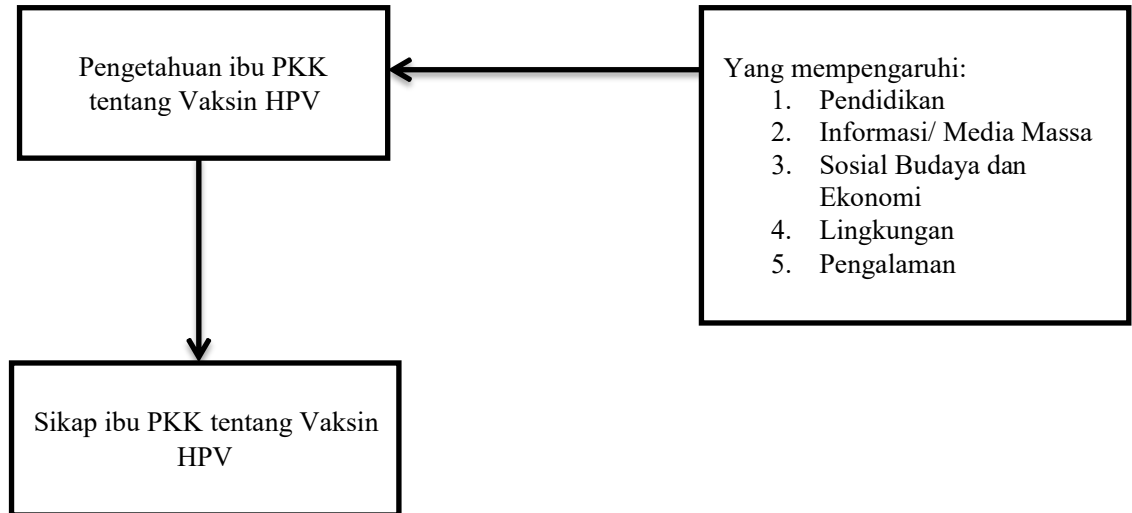 Pengetahuan ibu PKK
tentang Vaksin HPV
Yang mempengaruhi:
1. Pendidikan
2. Informasi/ Media Massa
3. Sosial Budaya dan
Ekonomi
4. Lingkungan
5. Pengalaman
Sikap ibu PKK tentang Vaksin
HPV